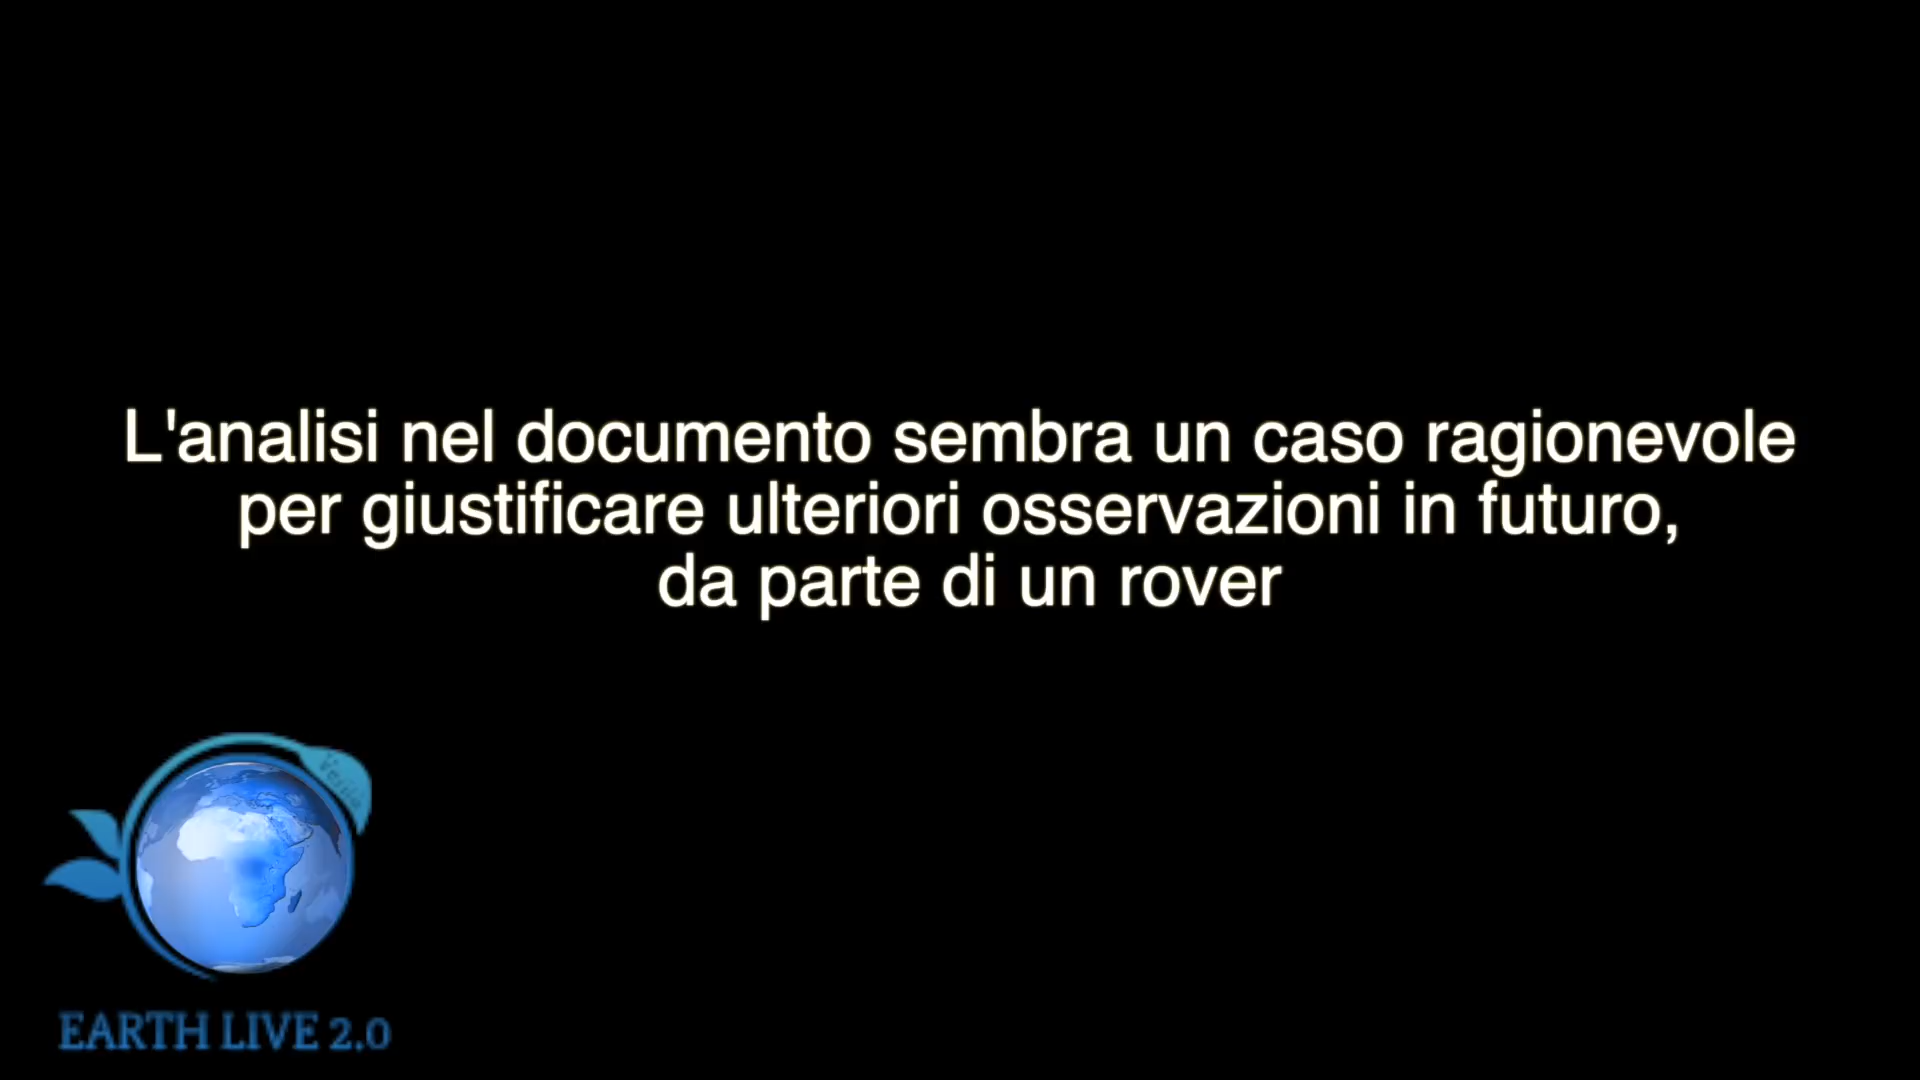 L'analisi nel documento sembra un caso ragionevole
per giustificare ulteriori osservazioni in futuro,
da parte di un rover
EARTH LIVE 2.0